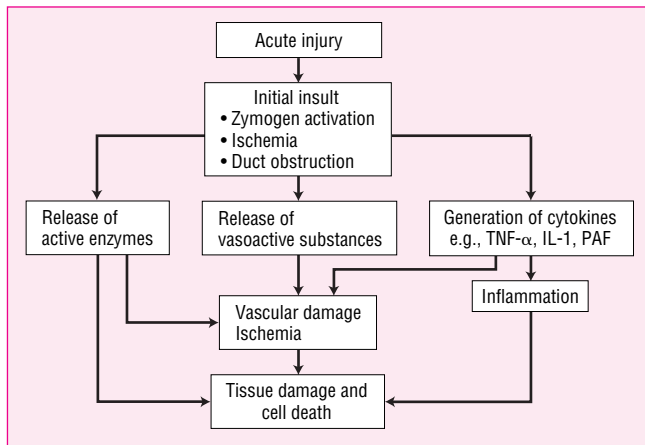 Acute injury
Initial insult
• Zymogen activation
• Ischemia
• Duct obstruction
Release of
active enzymes
Release of
vasoactive substances
Generation of cytokines
e.g., TNF-α, IL-1, PAF
Inflammation
Vascular damage
Ischemia
Tissue damage and
cell death